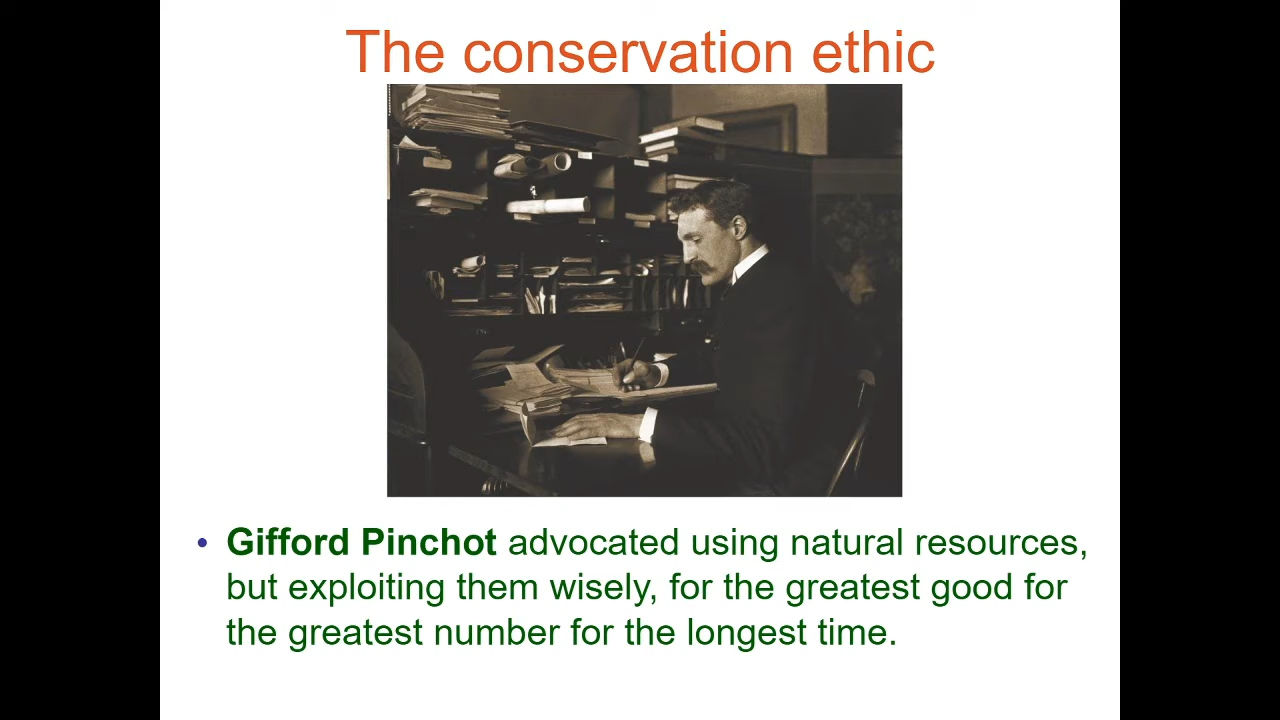 The conservation ethic
• Gifford Pinchot advocated using natural resources,
but exploiting them wisely, for the greatest good for
the greatest number for the longest time.